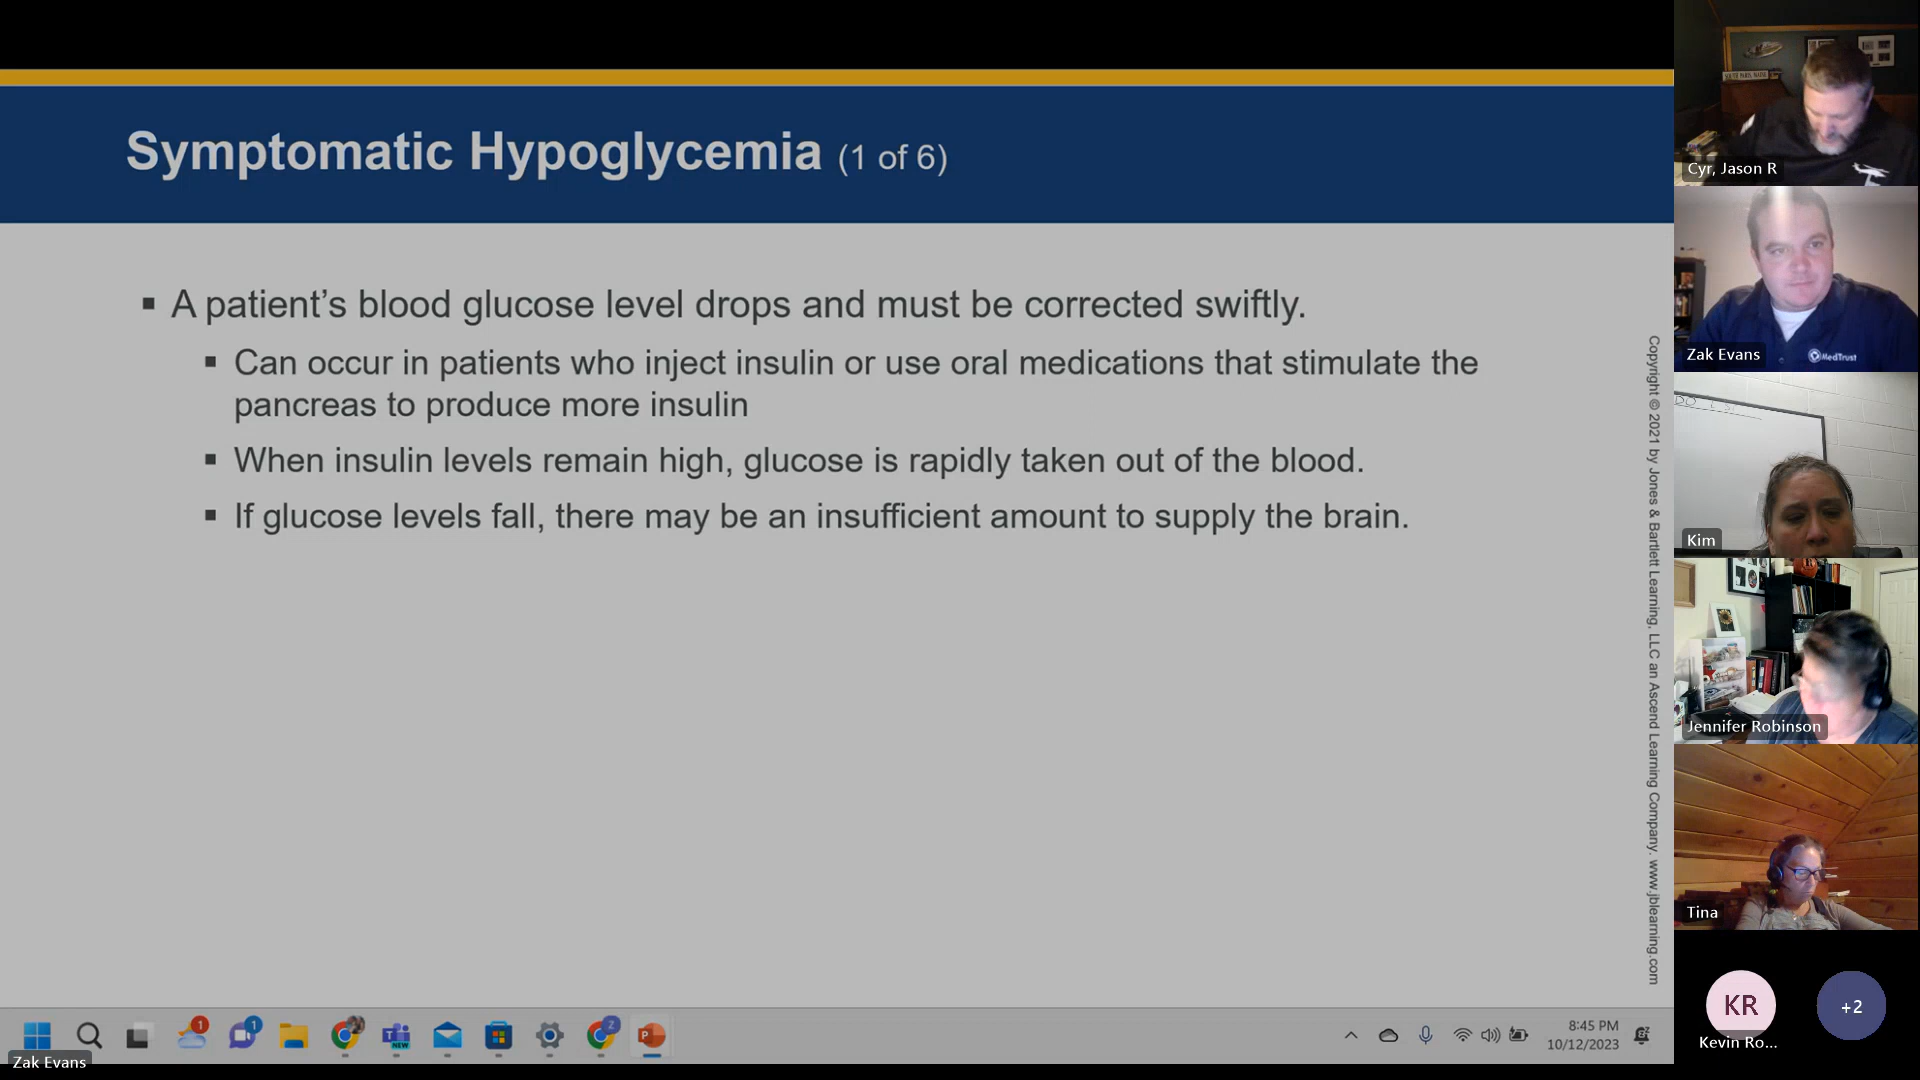 Symptomatic Hypoglycemia (1 of 6)
▪ A patient’s blood glucose level drops and must be corrected swiftly.
▪ Can occur in patients who inject insulin or use oral medications that stimulate the
pancreas to produce more insulin
▪ When insulin levels remain high, glucose is rapidly taken out of the blood.
▪ If glucose levels fall, there may be an insufficient amount to supply the brain.
Copyright © 2021 by Jones & Bartlett Learning, LLC an Ascend Learning Company. www.jblearning.com
Cyr, Jason R
Zak Evans
MedTrust
Kim
Jennifer Robinson
Tina
KR
Kevin Ro...
+2
1
1
NEW
2
P
8:45 PM
10/12/2023
Zak Evans